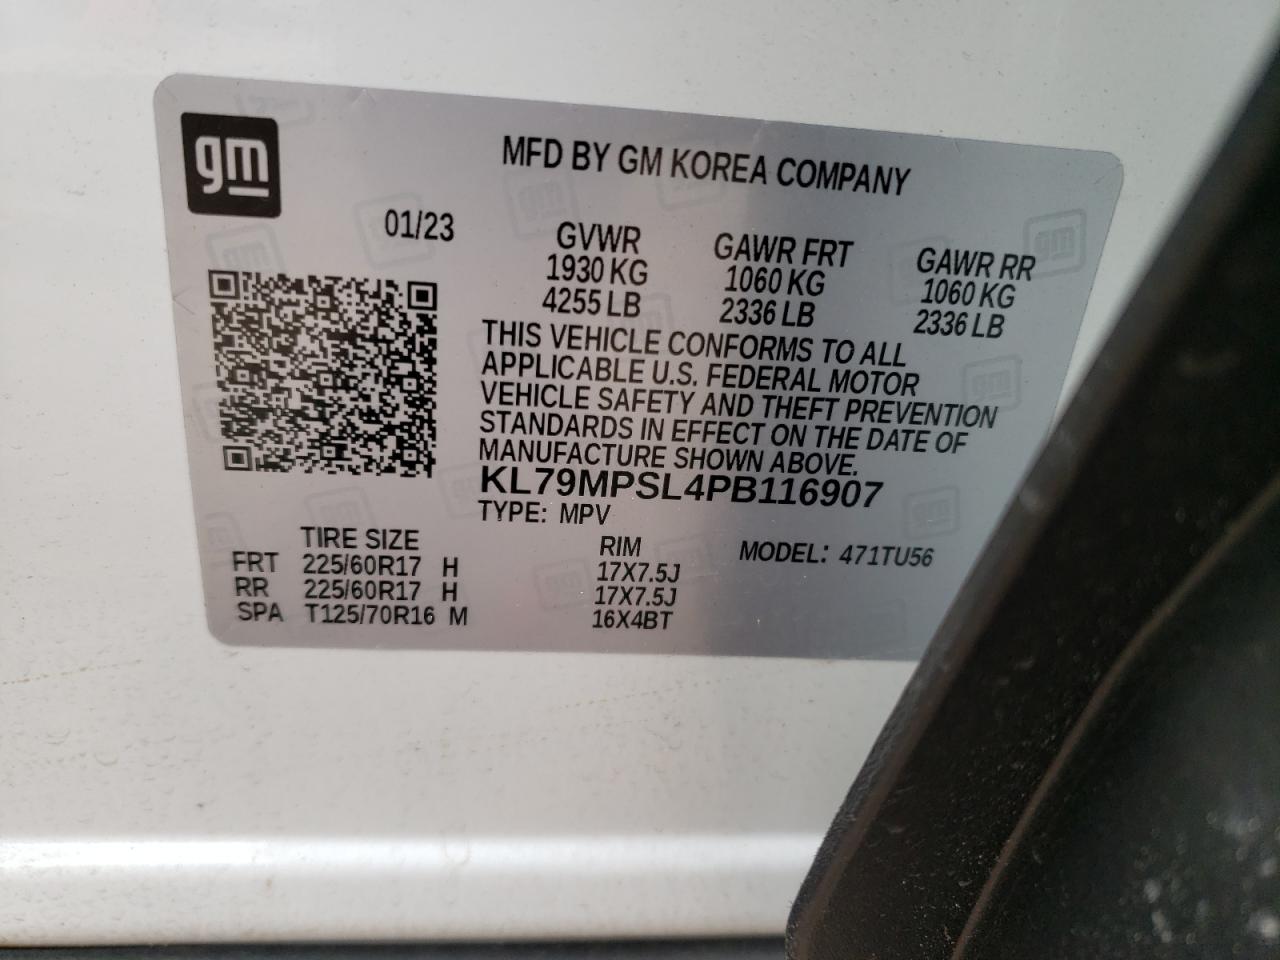 gm
MFD BY GM KOREA COMPANY
01/23
GVWR GAWR FRT GAWR RR
1930 KG 1060 KG 1060 KG
4255 LB 2336 LB 2336 LB
THIS VEHICLE CONFORMS TO ALL
APPLICABLE U.S. FEDERAL MOTOR
VEHICLE SAFETY AND THEFT PREVENTION
STANDARDS IN EFFECT ON THE DATE OF
MANUFACTURE SHOWN ABOVE.
KL79MPSL4PB116907
TYPE: MPV
TIRE SIZE RIM MODEL: 471TU56
FRT 225/60R17 H 17X7.5J
RR 225/60R17 H 17X7.5J
SPA T125/70R16 M 16X4BT